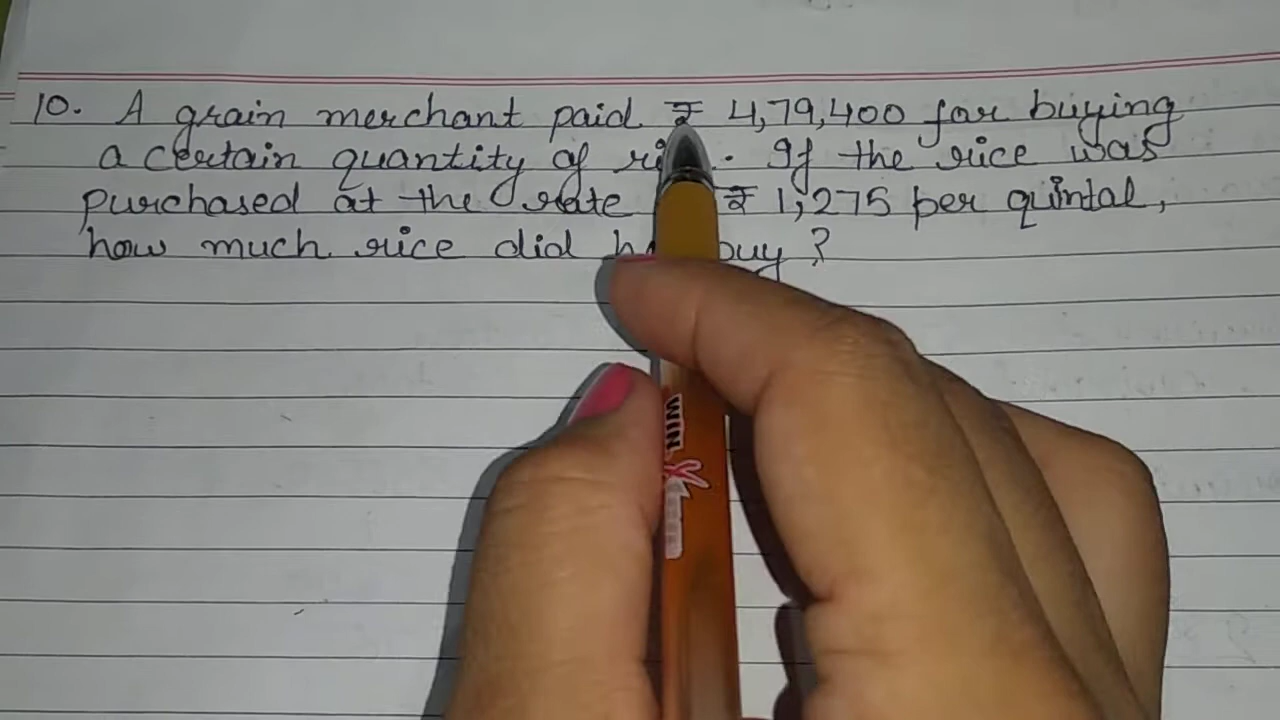 10. A grain merchant paid ₹ 4,79,400 for buying
a certain quantity of . If the rice was
purchased at the rate ₹ 1,275 per quintal,
how much rice did buy ?
WIN